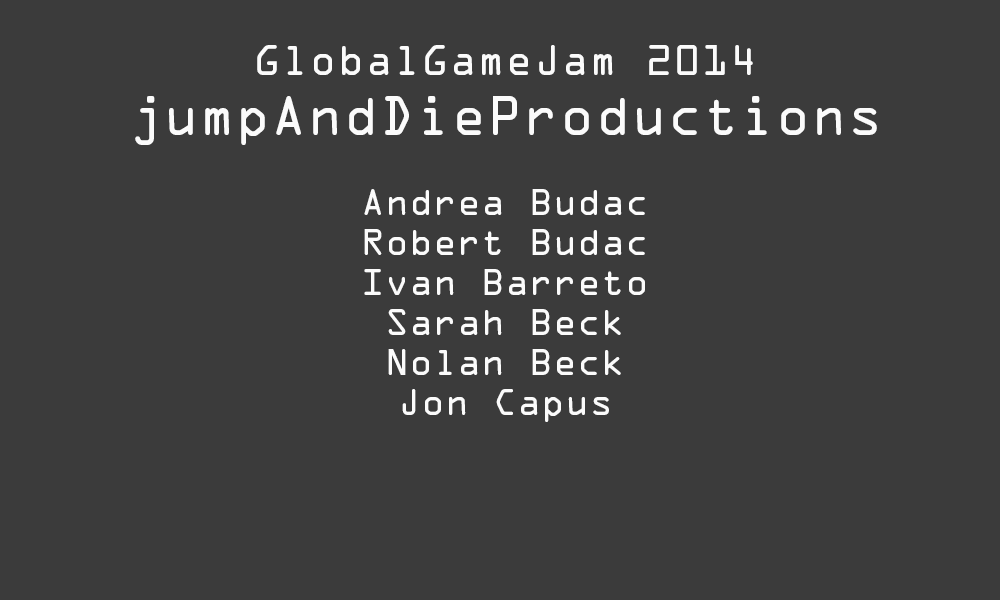 GlobalGameJam 2014
jumpAndDieProductions
Andrea Budac
Robert Budac
Ivan Barreto
Sarah Beck
Nolan Beck
Jon Capus